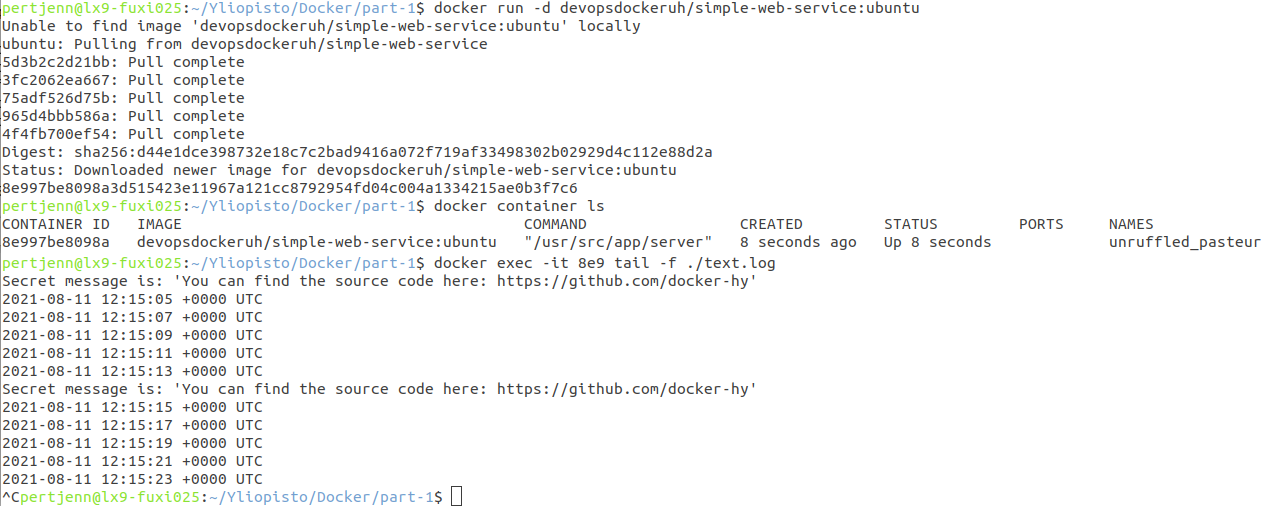 pertjenn@lx9-fuxi025:~/Yliopisto/Docker/part-1$ docker run -d devopsdockeruh/simple-web-service:ubuntu
Unable to find image 'devopsdockeruh/simple-web-service:ubuntu' locally
ubuntu: Pulling from devopsdockeruh/simple-web-service
5d3b2c2d21bb: Pull complete
3fc2062ea667: Pull complete
75adf526d75b: Pull complete
965d4bbb586a: Pull complete
4f4fb700ef54: Pull complete
Digest: sha256:d44e1dce398732e18c7c2bad9416a072f719af33498302b02929d4c112e88d2a
Status: Downloaded newer image for devopsdockeruh/simple-web-service:ubuntu
8e997be8098a3d515423e11967a121cc8792954fd04c004a1334215ae0b3f7c6
pertjenn@lx9-fuxi025:~/Yliopisto/Docker/part-1$ docker container ls
CONTAINER ID   IMAGE                                      COMMAND                 CREATED         STATUS         PORTS     NAMES
8e997be8098a   devopsdockeruh/simple-web-service:ubuntu   "/usr/src/app/server"   8 seconds ago   Up 8 seconds             unruffled_pasteur
pertjenn@lx9-fuxi025:~/Yliopisto/Docker/part-1$ docker exec -it 8e9 tail -f ./text.log
Secret message is: 'You can find the source code here: https://github.com/docker-hy'
2021-08-11 12:15:05 +0000 UTC
2021-08-11 12:15:07 +0000 UTC
2021-08-11 12:15:09 +0000 UTC
2021-08-11 12:15:11 +0000 UTC
2021-08-11 12:15:13 +0000 UTC
Secret message is: 'You can find the source code here: https://github.com/docker-hy'
2021-08-11 12:15:15 +0000 UTC
2021-08-11 12:15:17 +0000 UTC
2021-08-11 12:15:19 +0000 UTC
2021-08-11 12:15:21 +0000 UTC
2021-08-11 12:15:23 +0000 UTC
^Cpertjenn@lx9-fuxi025:~/Yliopisto/Docker/part-1$